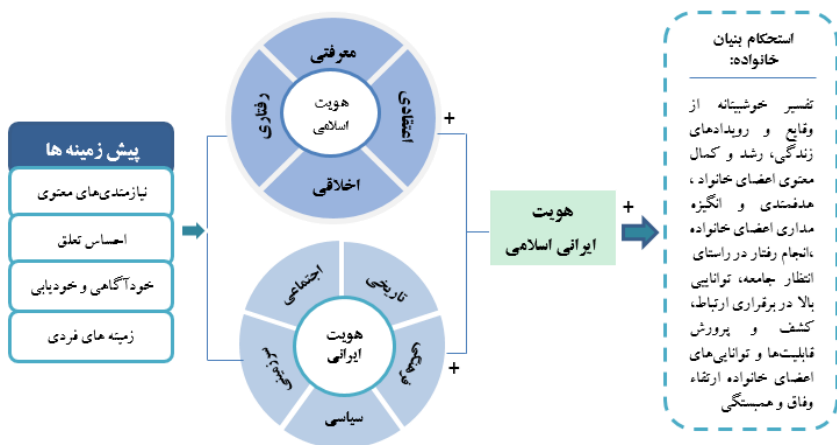 پیش زمینه ها
نیازمندی‌های معنوی
احساس تعلق
خودآگاهی و خودیابی
زمینه های فردی
معرفتی
رفتاری
اعتقادی
اخلاقی
هویت
اسلامی
+
اجتماعی
تاریخی
سرزمینی
فرهنگی
سیاسی
هویت
ایرانی
+
هویت
ایرانی اسلامی
+
استحکام بنیان
خانواده:
تفسیر خوشبینانه از
وقایع و رویدادهای
زندگی، رشد و کمال
معنوی اعضای خانواد ،
هدفمندی و انگیزه
مداری اعضای خانواده
،انجام رفتار در راستای
انتظار جامعه، توانایی
بالا در برقراری ارتباط،
کشف و پرورش
قابلیت‌ها و توانایی‌های
اعضای خانواده ارتقاء
وفاق و همبستگی